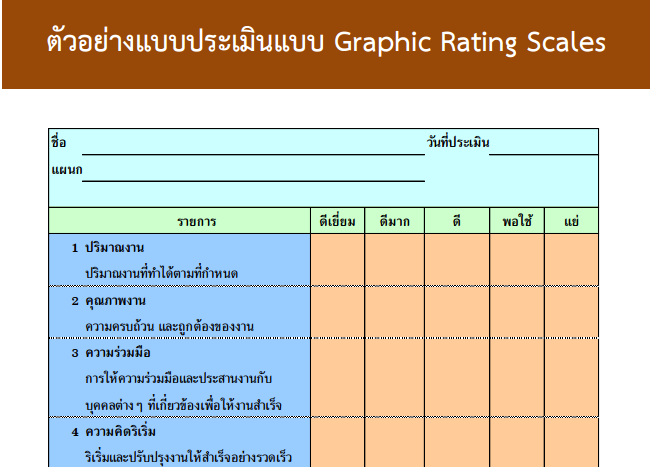 ตัวอย่างแบบประเมินแบบ Graphic Rating Scales
ชื่อ วันที่ประเมิน
แผนก
รายการ ดีเยี่ยม ดีมาก ดี พอใช้ แย่
1 ปริมาณงาน
ปริมาณงานที่ทำได้ตามที่กำหนด
2 คุณภาพงาน
ความครบถ้วน และถูกต้องของงาน
3 ความร่วมมือ
การให้ความร่วมมือและประสานงานกับ
บุคคลต่าง ๆ ที่เกี่ยวข้องเพื่อให้งานสำเร็จ
4 ความคิดริเริ่ม
ริเริ่มและปรับปรุงงานให้สำเร็จอย่างรวดเร็ว